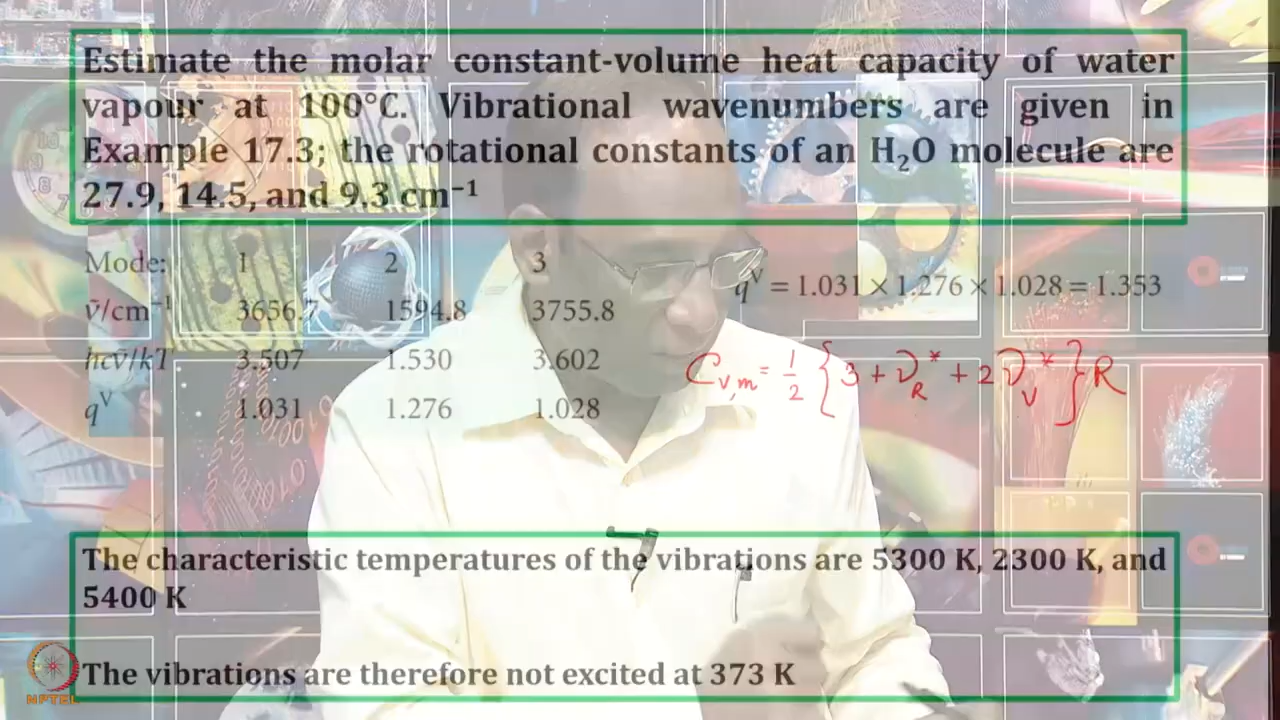 Estimate the molar constant-volume heat capacity of water
vapour at 100°C. Vibrational wavenumbers are given in
Example 17.3; the rotational constants of an H₂O molecule are
27.9, 14.5, and 9.3 cm⁻¹
Mode: 1 2 3
ν̃/cm⁻¹ 3656.7 1594.8 3755.8
hcν̃/kT 3.507 1.530 3.602
qⱽ 1.031 1.276 1.028
qⱽ = 1.031 × 1.276 × 1.028 = 1.353
C_{V,m} = 1/2 {3 + ν_R* + 2ν_V*} R
The characteristic temperatures of the vibrations are 5300 K, 2300 K, and
5400 K
The vibrations are therefore not excited at 373 K
NPTEL